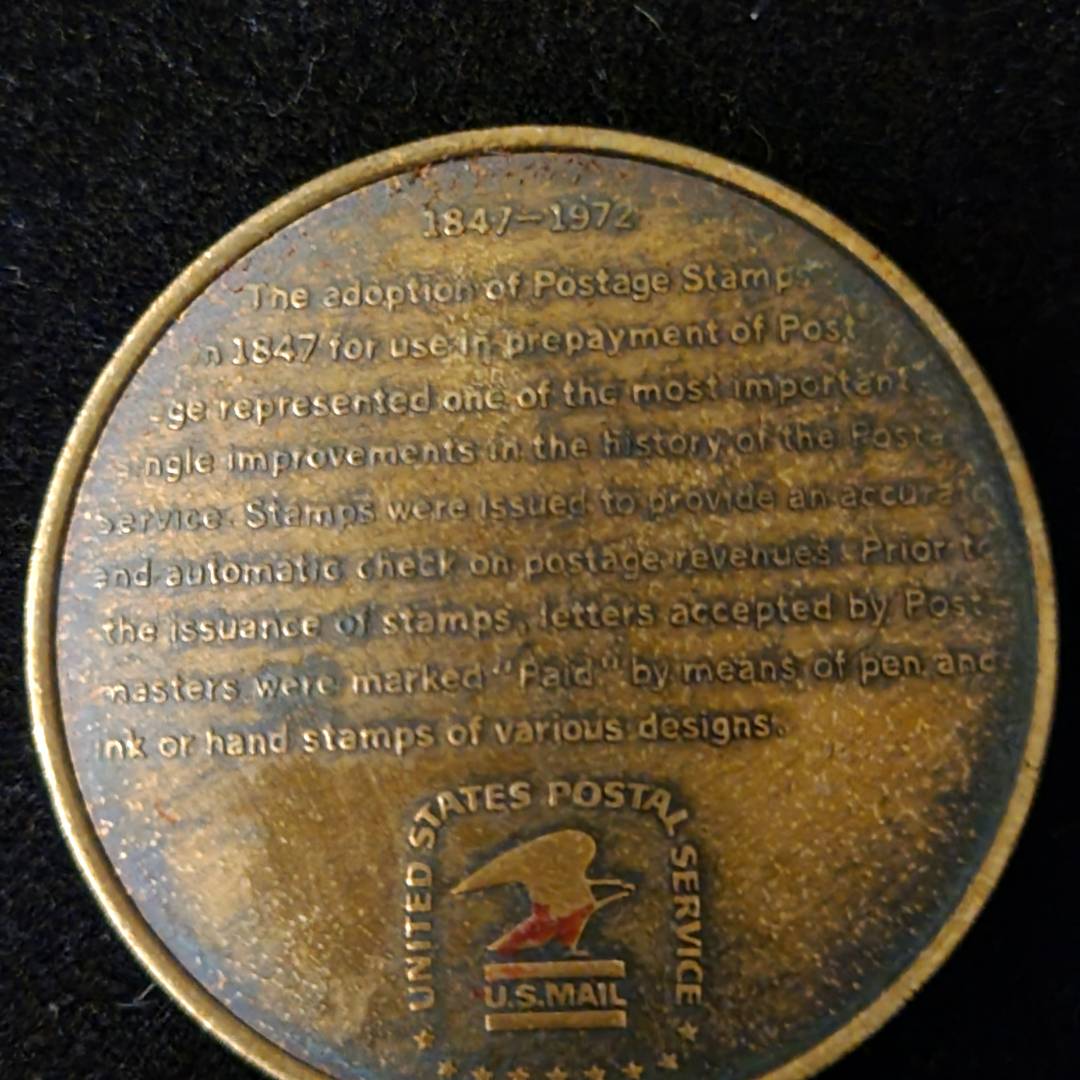 1847-1972
The adoption of Postage Stamps
in 1847 for use in prepayment of Post
age represented one of the most important
single improvements in the history of the Postal
Service. Stamps were issued to provide an accurate
and automatic check on postage revenues. Prior to
the issuance of stamps, letters accepted by Post
masters were marked "Paid" by means of pen and
ink or hand stamps of various designs.
UNITED STATES POSTAL SERVICE
U.S.MAIL